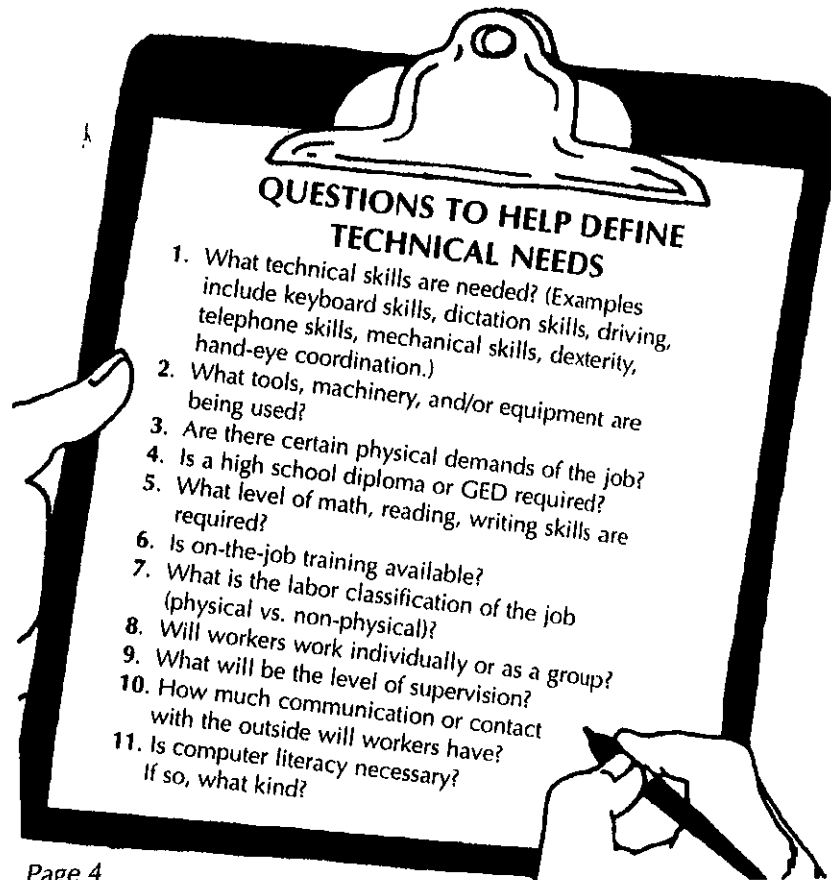 QUESTIONS TO HELP DEFINE
TECHNICAL NEEDS
1. What technical skills are needed? (Examples
include keyboard skills, dictation skills, driving,
telephone skills, mechanical skills, dexterity,
hand-eye coordination.)
2. What tools, machinery, and/or equipment are
being used?
3. Are there certain physical demands of the job?
4. Is a high school diploma or GED required?
5. What level of math, reading, writing skills are
required?
6. Is on-the-job training available?
7. What is the labor classification of the job
(physical vs. non-physical)?
8. Will workers work individually or as a group?
9. What will be the level of supervision?
10. How much communication or contact
with the outside will workers have?
11. Is computer literacy necessary?
If so, what kind?
Page 4